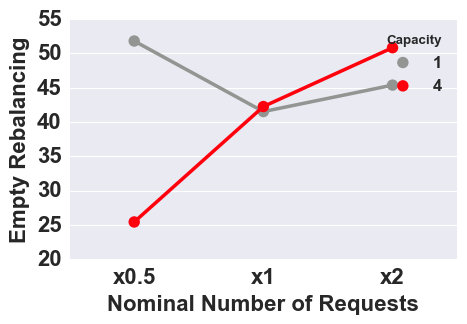 55
50
45
40
35
30
25
20
Empty Rebalancing
Capacity
1
4
x0.5 x1 x2
Nominal Number of Requests